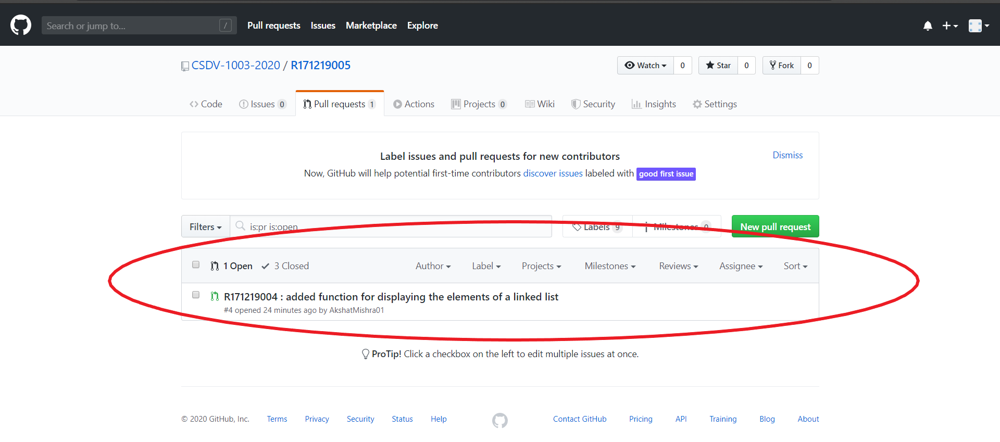 Search or jump to... / Pull requests Issues Marketplace Explore
CSDV-1003-2020 / R171219005 Watch 0 Star 0 Fork 0
Code Issues 0 Pull requests 1 Actions Projects 0 Wiki Security Insights Settings
Label issues and pull requests for new contributors Dismiss
Now, GitHub will help potential first-time contributors discover issues labeled with good first issue
Filters is:pr is:open Labels 9 Milestones 0 New pull request
1 Open 3 Closed Author Label Projects Milestones Reviews Assignee Sort
R171219004 : added function for displaying the elements of a linked list
#4 opened 24 minutes ago by AkshatMishra01
ProTip! Click a checkbox on the left to edit multiple issues at once.
© 2020 GitHub, Inc. Terms Privacy Security Status Help Contact GitHub Pricing API Training Blog About